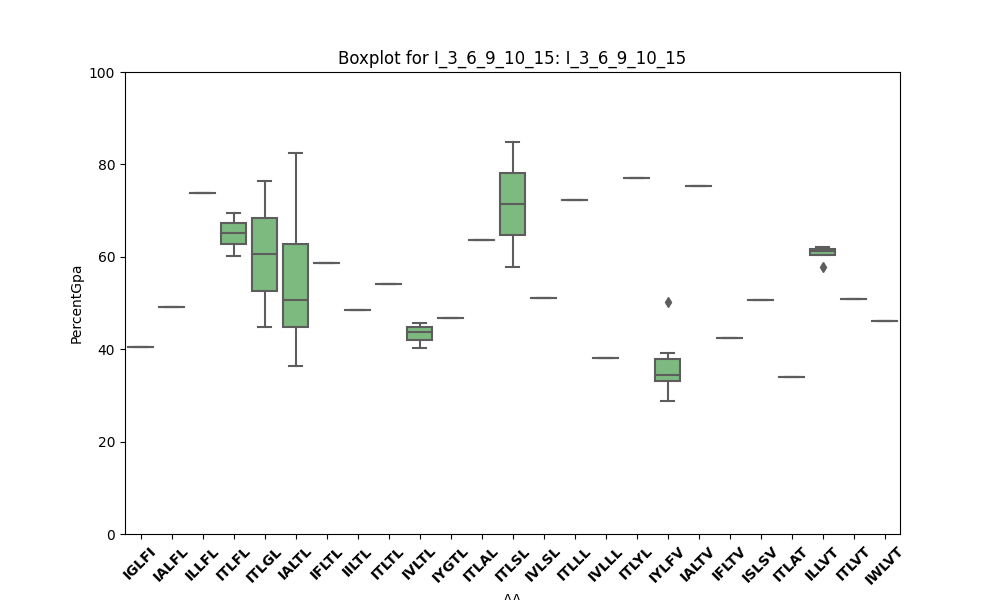 Boxplot for I_3_6_9_10_15: I_3_6_9_10_15
100
80
60
40
20
0
PercentGpa
IGLFI IALFL ILLFL ITLFL ITLGL IALTL IFLTL IILTL ITLTL IVLTL IYGTL ITLAL ITLSL IVLSL ITLLL IVLLL ITLYL IYLFV IALTV IFLTV ISLSV ITLAT ILLVT ITLVT IWLVT
AA